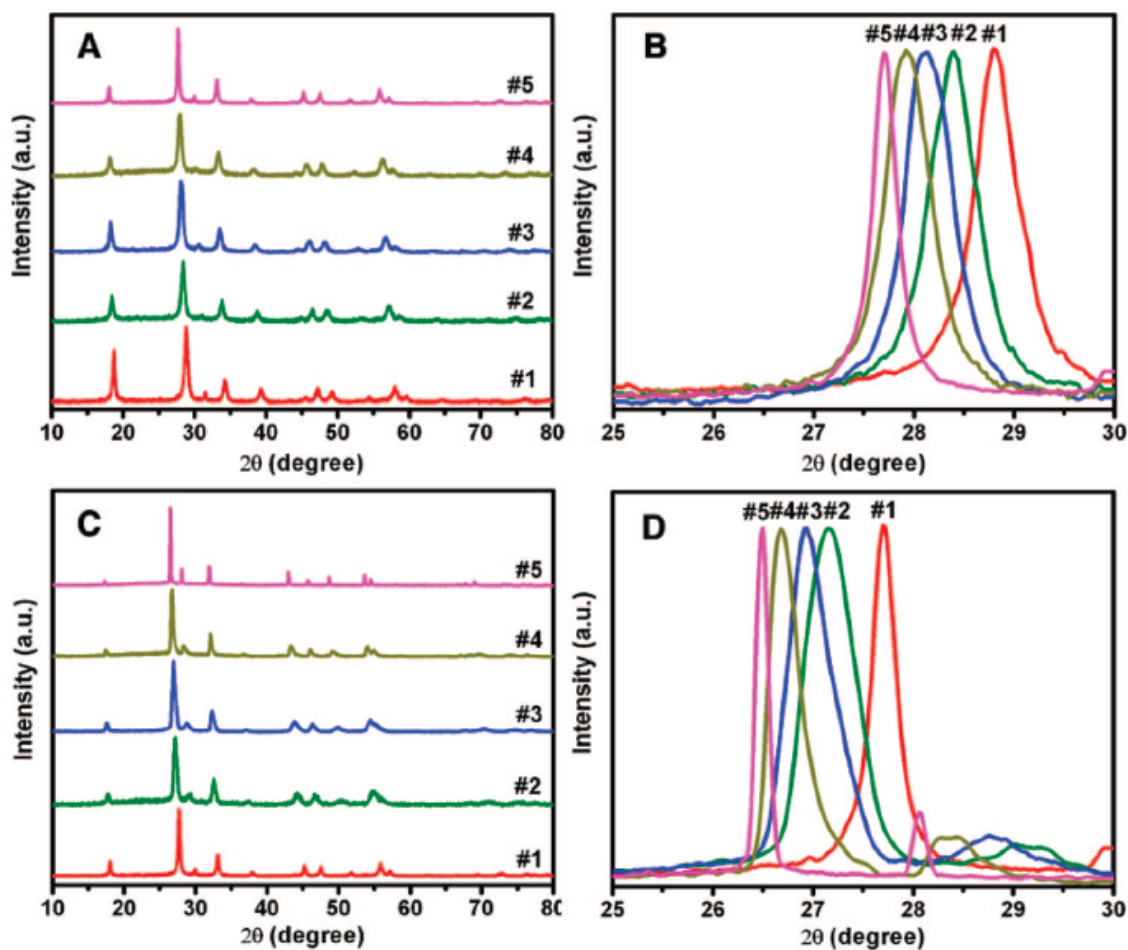 A
#5
#4
#3
#2
#1
Intensity (a.u.)
10 20 30 40 50 60 70 80
2θ (degree)
B
#5 #4 #3 #2 #1
Intensity (a.u.)
25 26 27 28 29 30
2θ (degree)
C
#5
#4
#3
#2
#1
Intensity (a.u.)
10 20 30 40 50 60 70 80
2θ (degree)
D
#5 #4 #3 #2 #1
Intensity (a.u.)
25 26 27 28 29 30
2θ (degree)